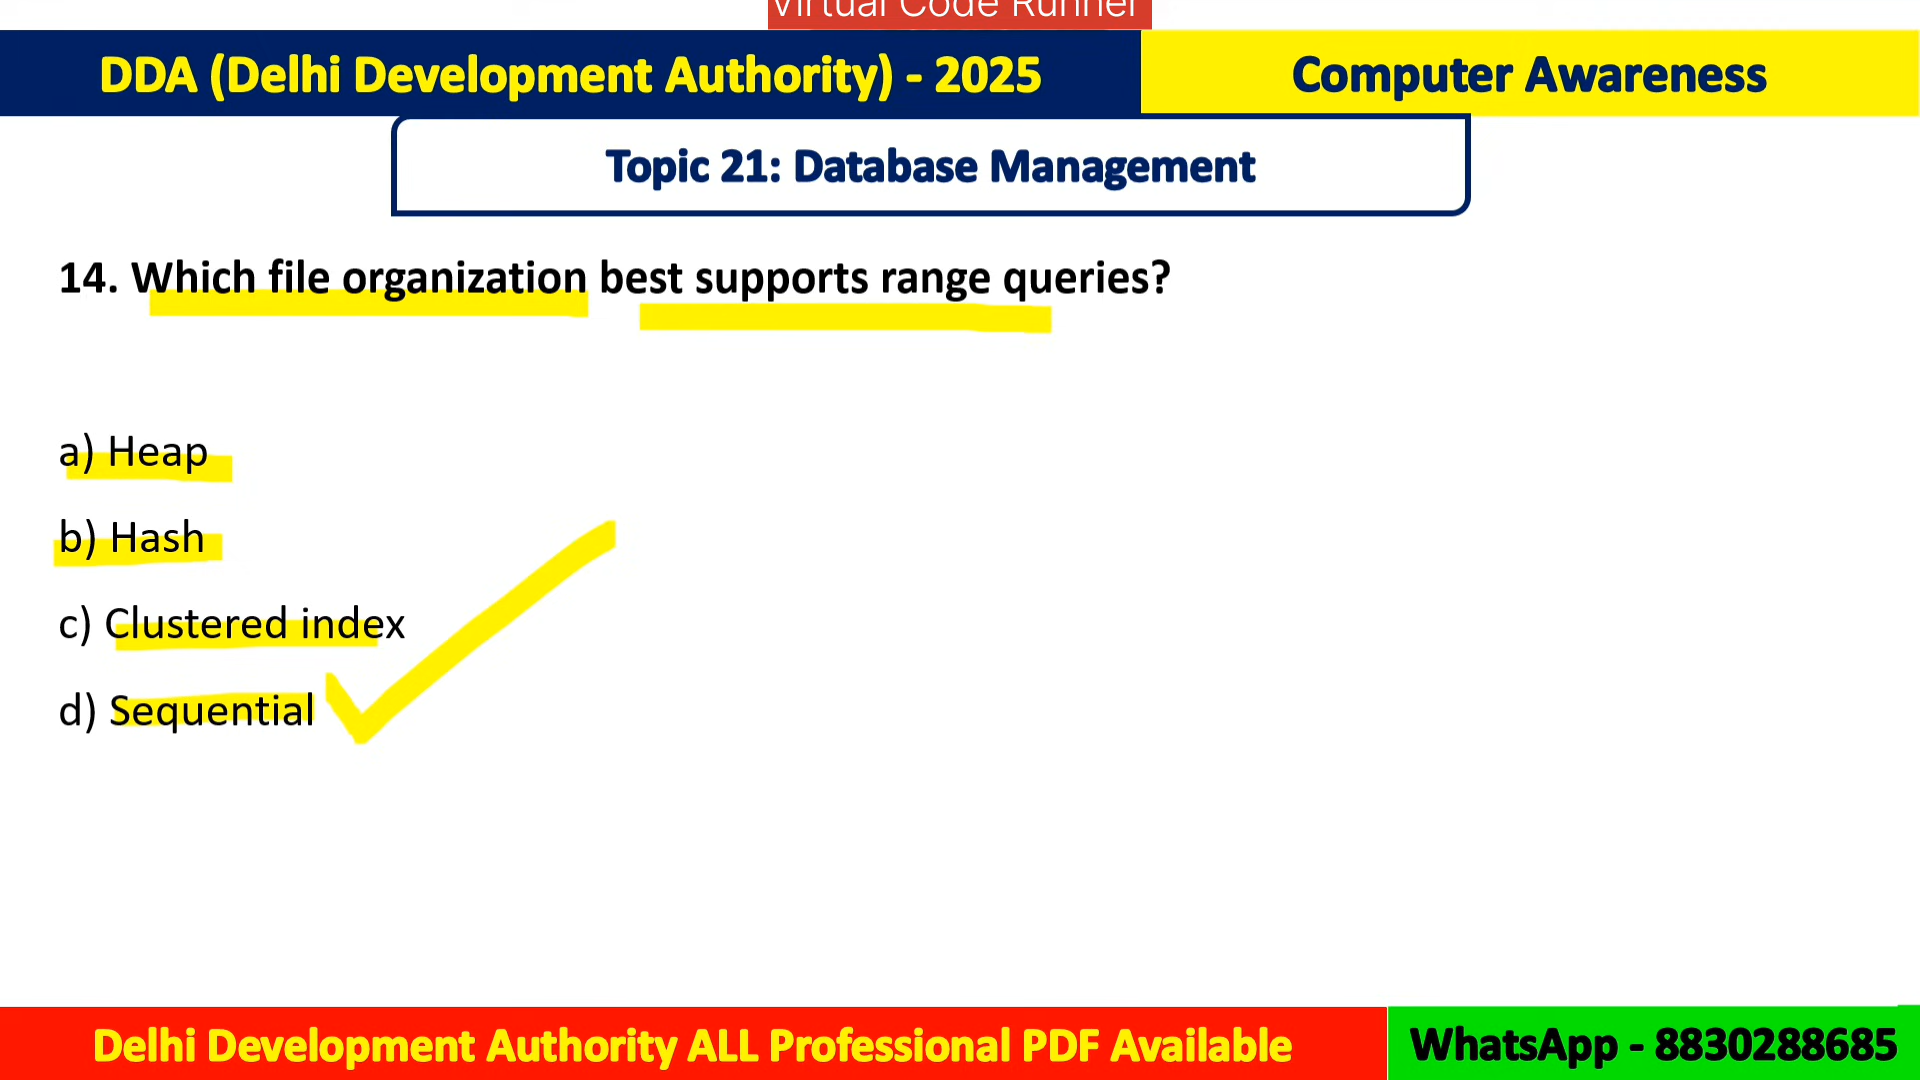 Virtual Code Runner
DDA (Delhi Development Authority) - 2025
Computer Awareness
Topic 21: Database Management
14. Which file organization best supports range queries?
a) Heap
b) Hash
c) Clustered index
d) Sequential
Delhi Development Authority ALL Professional PDF Available
WhatsApp - 8830288685